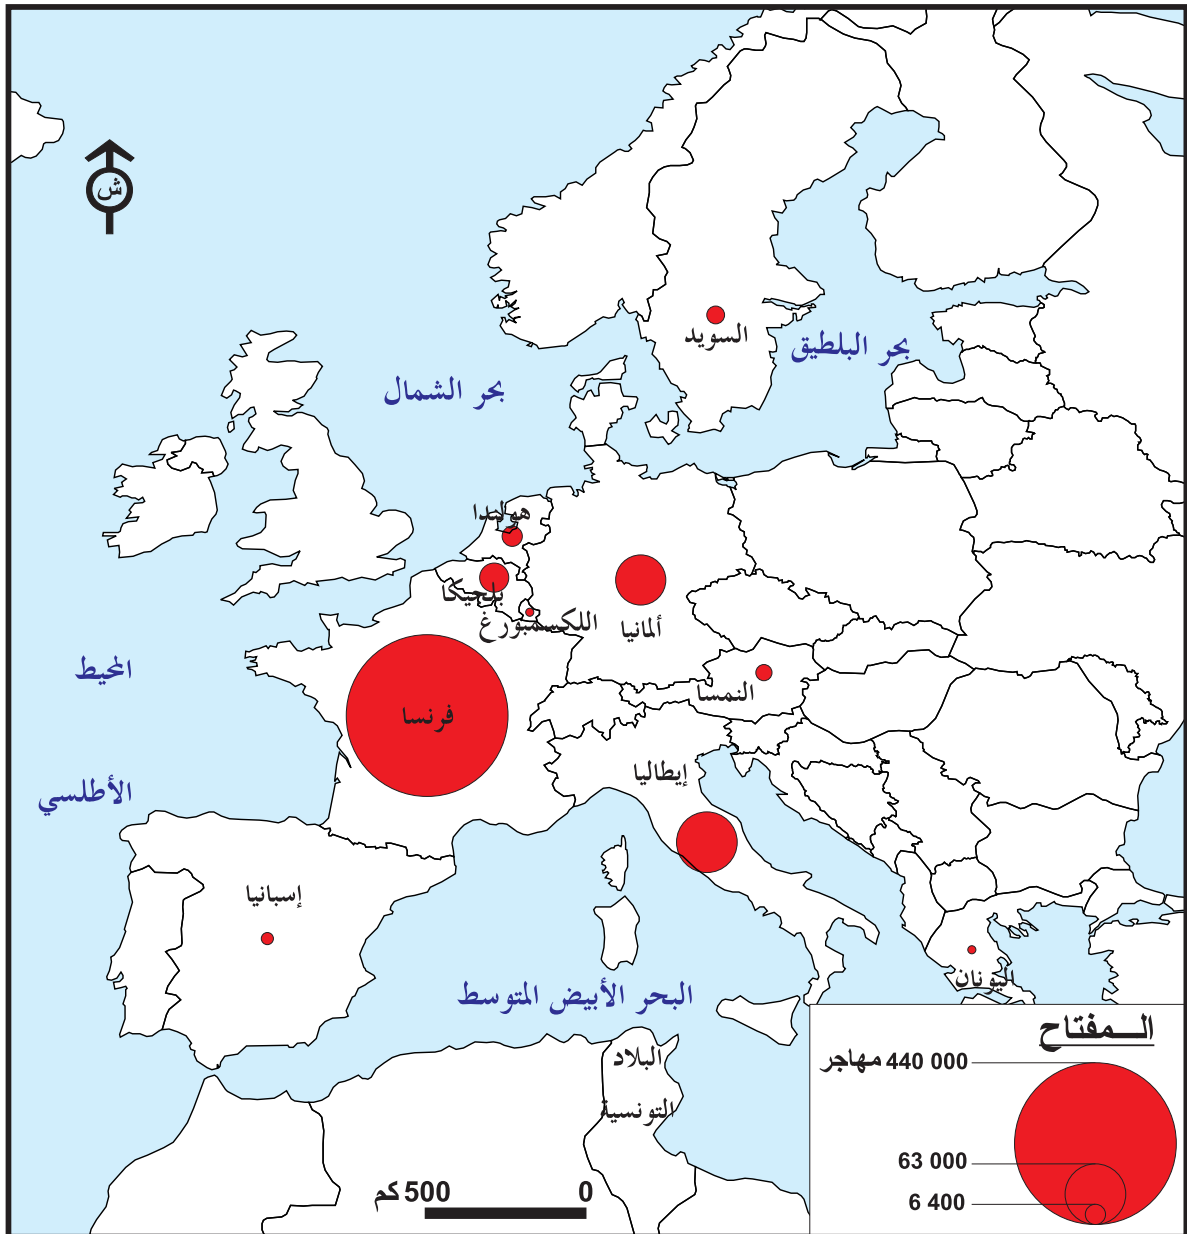 ش
السويد
بحر البلطيق
بحر الشمال
هولندا
بلجيكا
اللكسمبورغ
ألمانيا
المحيط
النمسا
فرنسا
إيطاليا
الأطلسي
إسبانيا
اليونان
البحر الأبيض المتوسط
البلاد
التونسية
500 كم
0
الـــمفتاح
440 000 مهاجر
63 000
6 400